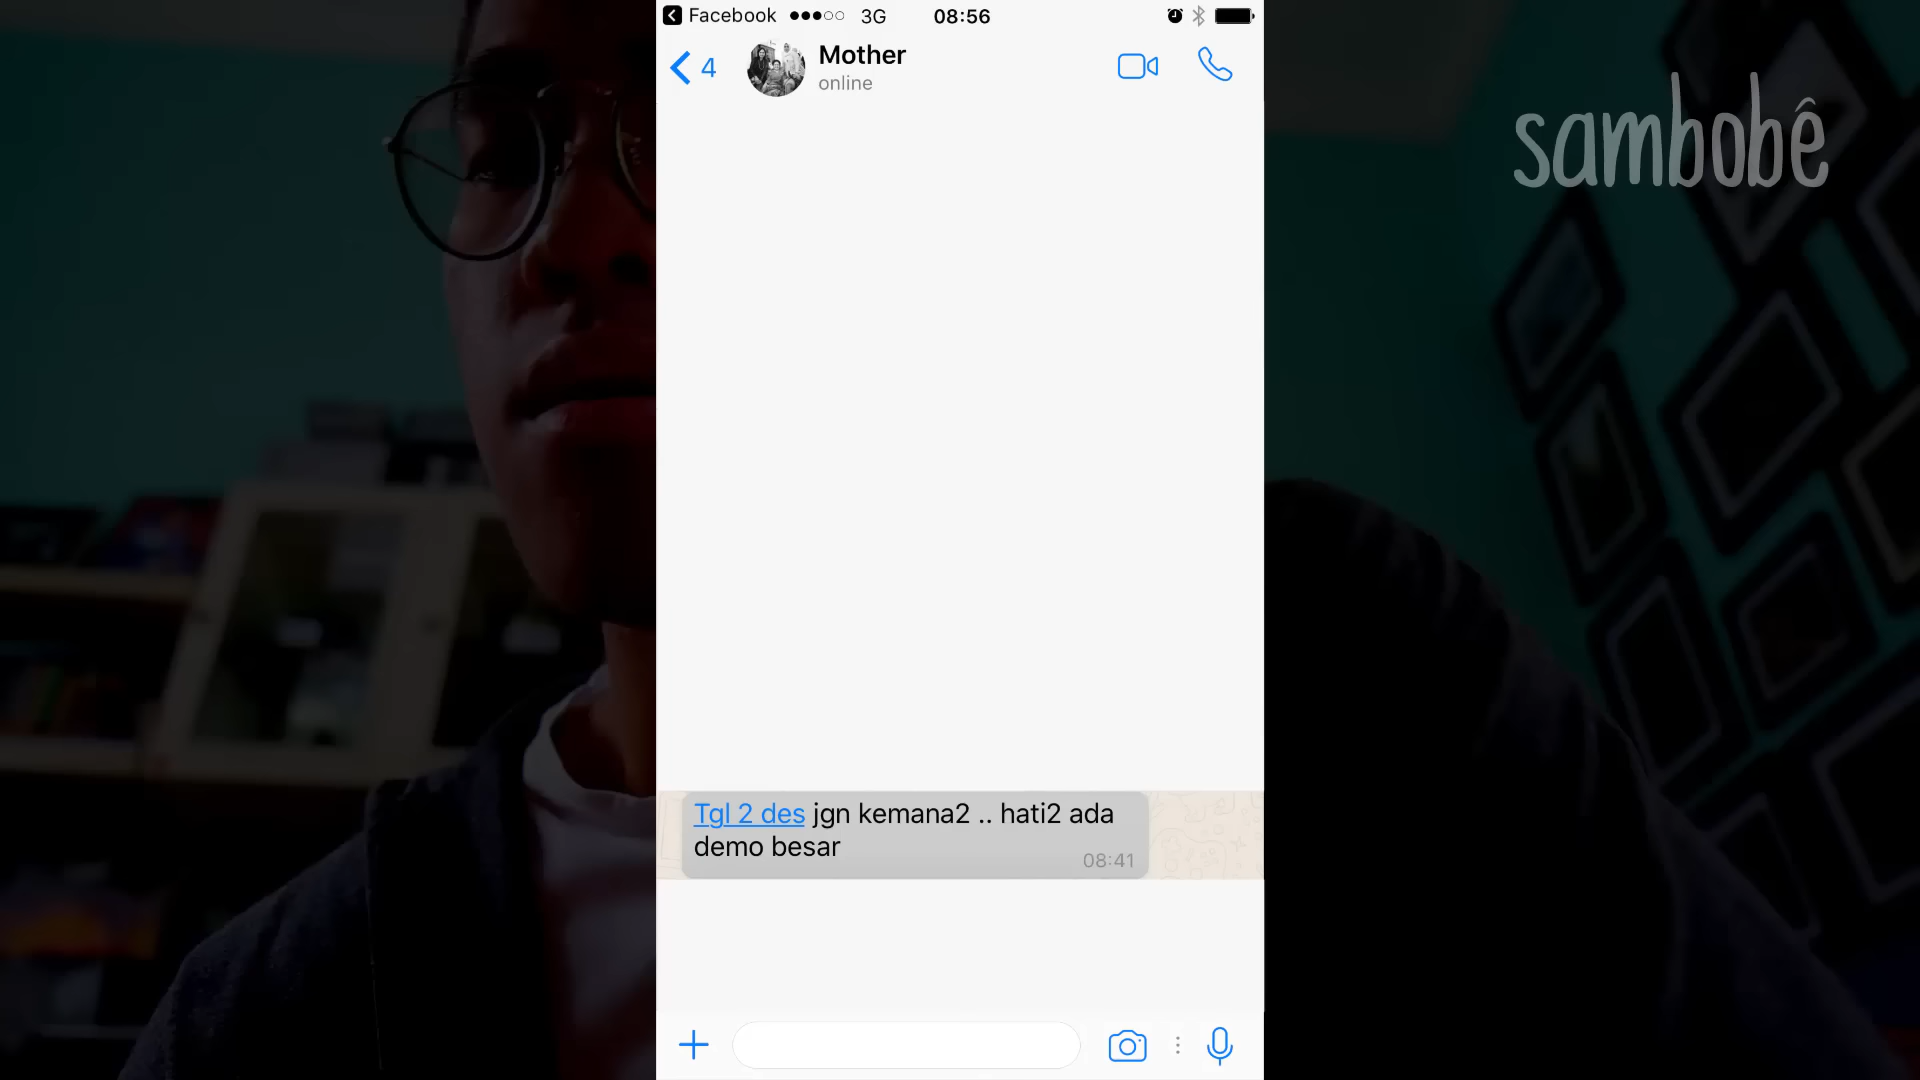 Facebook 3G 08:56
4 Mother
online
sambobê
Tgl 2 des jgn kemana2 .. hati2 ada
demo besar
08:41